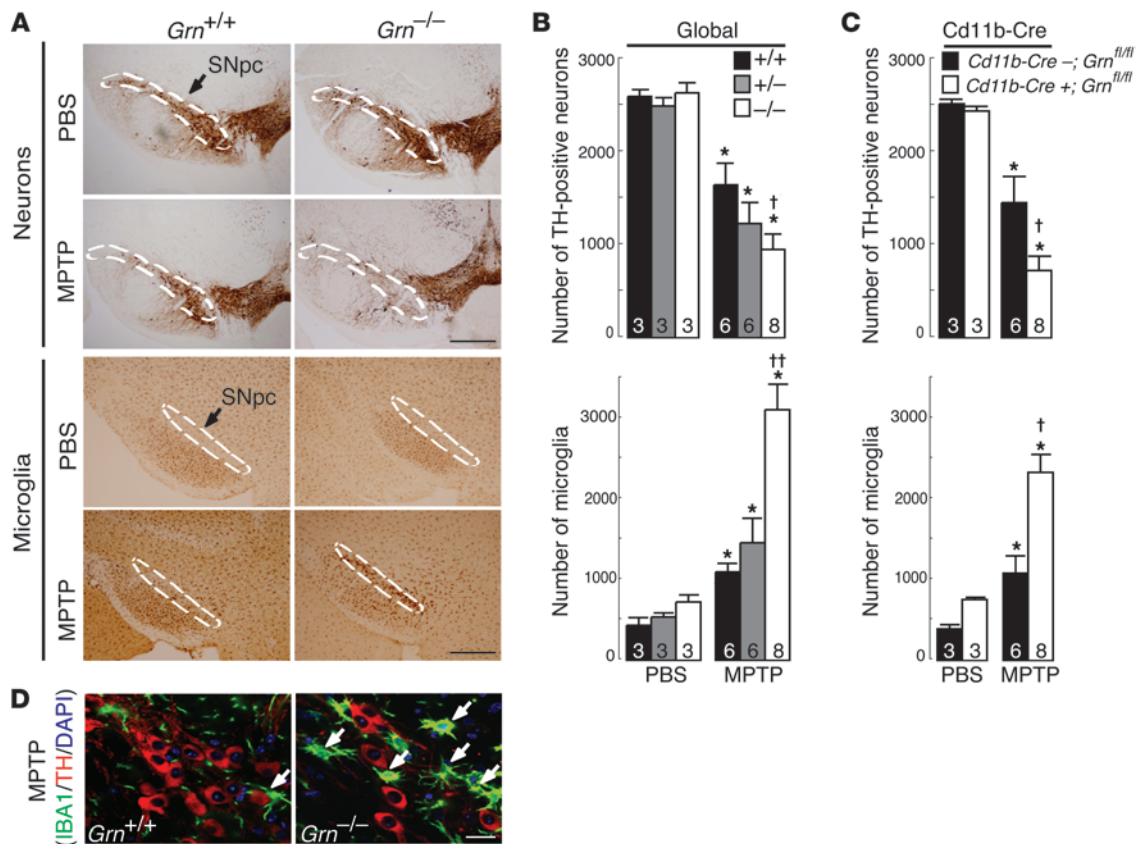 A
Grn+/+
Grn−/−
Neurons
PBS
SNpc
MPTP
Microglia
PBS
SNpc
MPTP
B
Global
+/+
+/−
−/−
Number of TH-positive neurons
3000
2000
1000
0
3 3 3 6 6 8
* * † *
Number of microglia
3000
2000
1000
0
3 3 3 6 6 8
* * †† *
PBS MPTP
C
Cd11b-Cre
Cd11b-Cre −; Grn fl/fl
Cd11b-Cre +; Grn fl/fl
Number of TH-positive neurons
3000
2000
1000
0
3 3 6 8
* † *
Number of microglia
3000
2000
1000
0
3 3 6 8
* † *
PBS MPTP
D
MPTP
(IBA1/TH/DAPI)
Grn+/+
Grn−/−